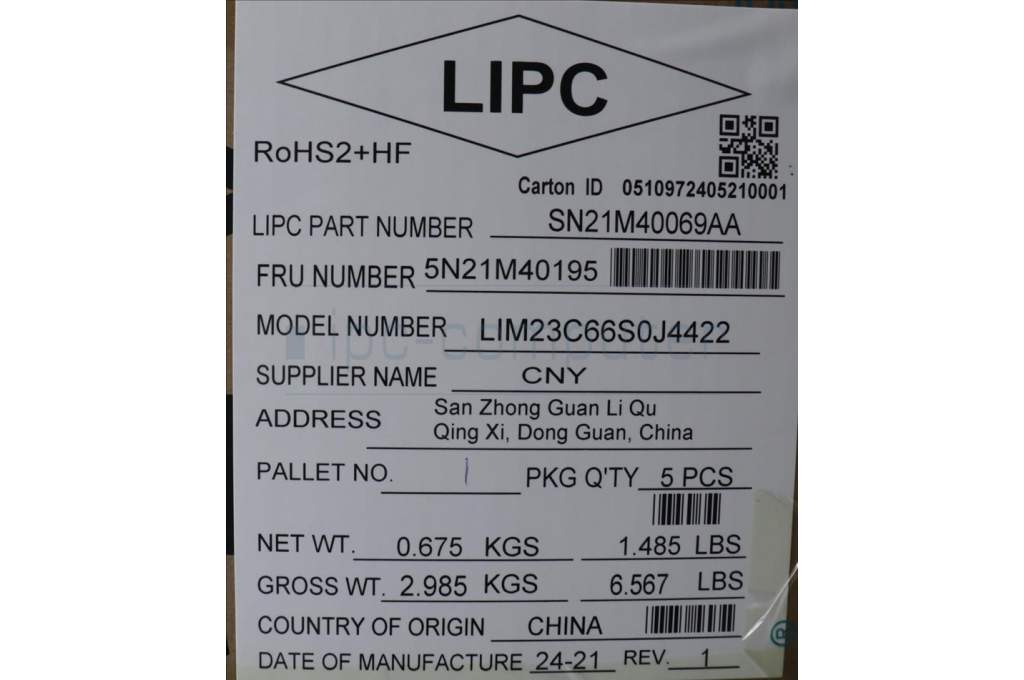 LIPC
RoHS2+HF
Carton ID 0510972405210001
LIPC PART NUMBER SN21M40069AA
FRU NUMBER 5N21M40195
MODEL NUMBER LIM23C66S0J4422
ipc-computer
SUPPLIER NAME CNY
ADDRESS San Zhong Guan Li Qu
Qing Xi, Dong Guan, China
PALLET NO. 1 PKG Q'TY 5 PCS
NET WT. 0.675 KGS 1.485 LBS
GROSS WT. 2.985 KGS 6.567 LBS
COUNTRY OF ORIGIN CHINA
DATE OF MANUFACTURE 24-21 REV. 1